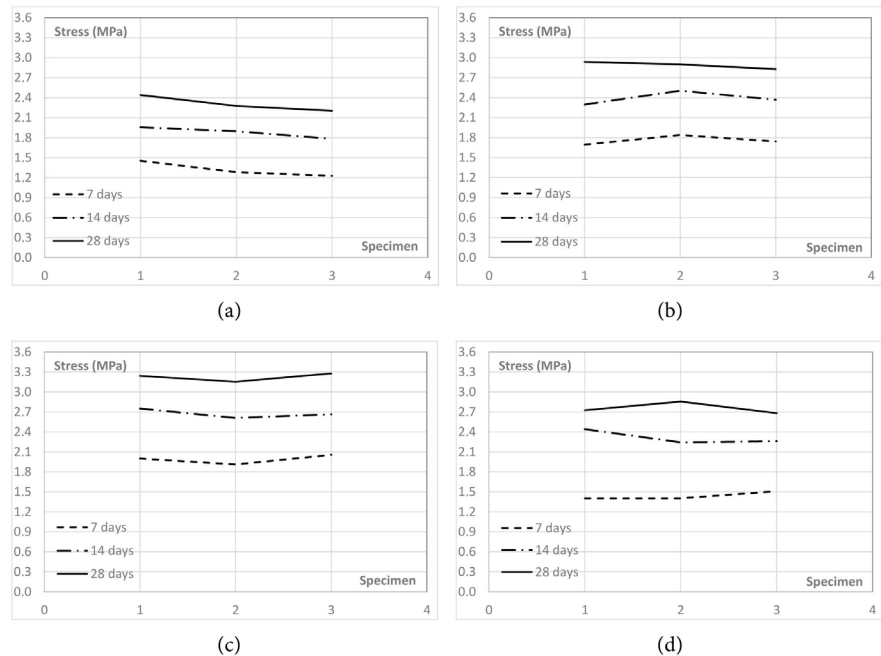 3.6
Stress (MPa)
3.3
3.0
2.7
2.4
2.1
1.8
1.5
1.2
0.9
7 days
0.6
14 days
0.3
28 days
Specimen
0.0
0 1 2 3 4
(a)
3.6
Stress (MPa)
3.3
3.0
2.7
2.4
2.1
1.8
1.5
1.2
0.9
7 days
0.6
14 days
0.3
28 days
Specimen
0.0
0 1 2 3 4
(b)
3.6
Stress (MPa)
3.3
3.0
2.7
2.4
2.1
1.8
1.5
1.2
0.9
7 days
0.6
14 days
0.3
28 days
Specimen
0.0
0 1 2 3 4
(c)
3.6
Stress (MPa)
3.3
3.0
2.7
2.4
2.1
1.8
1.5
1.2
0.9
7 days
0.6
14 days
0.3
28 days
Specimen
0.0
0 1 2 3 4
(d)